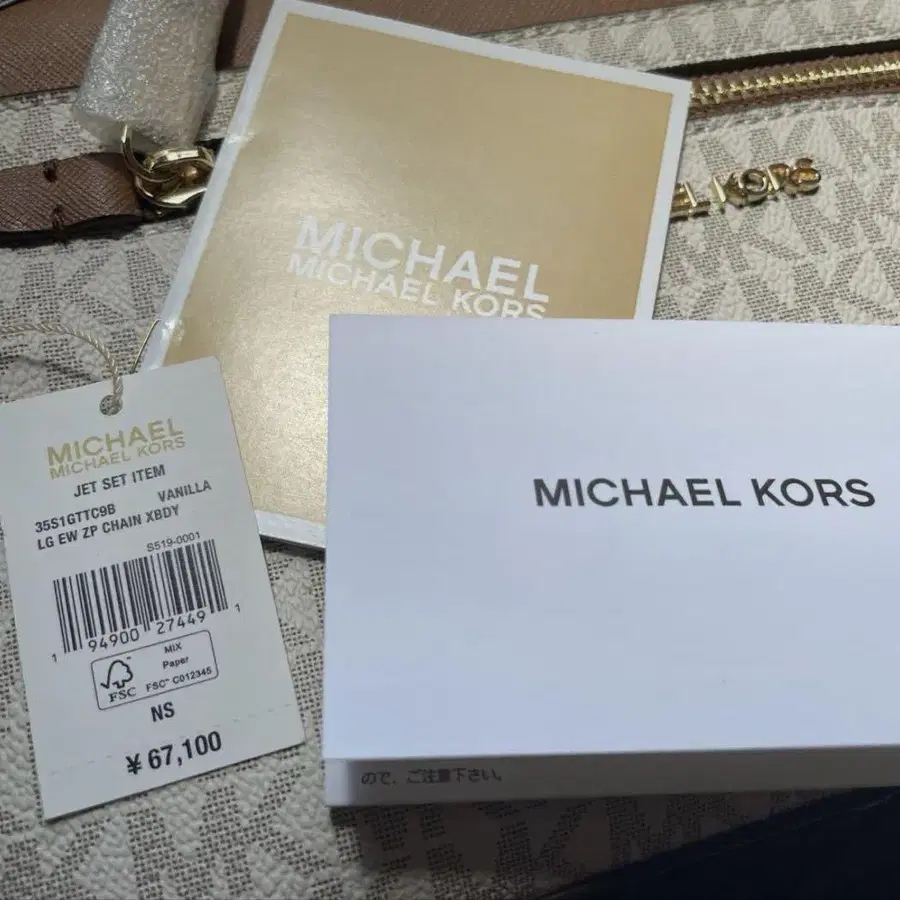 MICHAEL
MICHAEL KORS
KORS
MICHAEL
MICHAEL KORS
JET SET ITEM
35S1GTTC9B VANILLA
LG EW ZP CHAIN XBDY
S519-0001
1 94900 27449 1
FSC
MIX
Paper
FSC™ C012345
NS
¥ 67,100
MICHAEL KORS
ので、ご注意下さい。